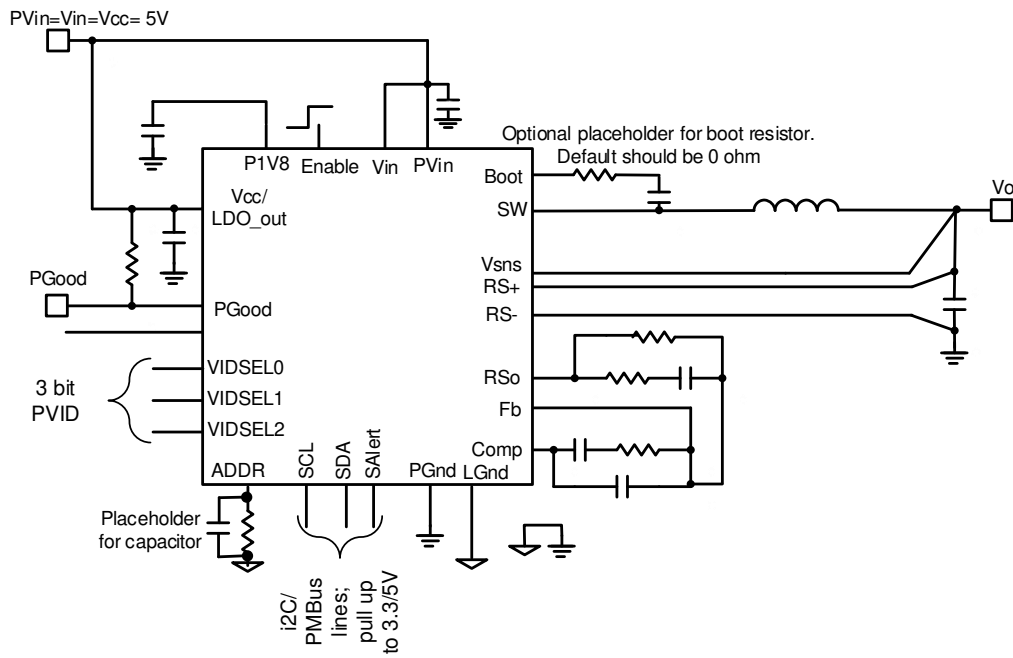 PVin=Vin=Vcc= 5V
Optional placeholder for boot resistor.
Default should be 0 ohm
P1V8
Enable
Vin
PVin
Boot
Vcc/
LDO_out
SW
Vo
Vsns
RS+
RS-
PGood
PGood
RSo
Fb
Comp
3 bit
PVID
VIDSEL0
VIDSEL1
VIDSEL2
ADDR
SCL
SDA
SAlert
PGnd
LGnd
Placeholder
for capacitor
i2C/
PMBus
lines;
pull up
to 3.3/5V